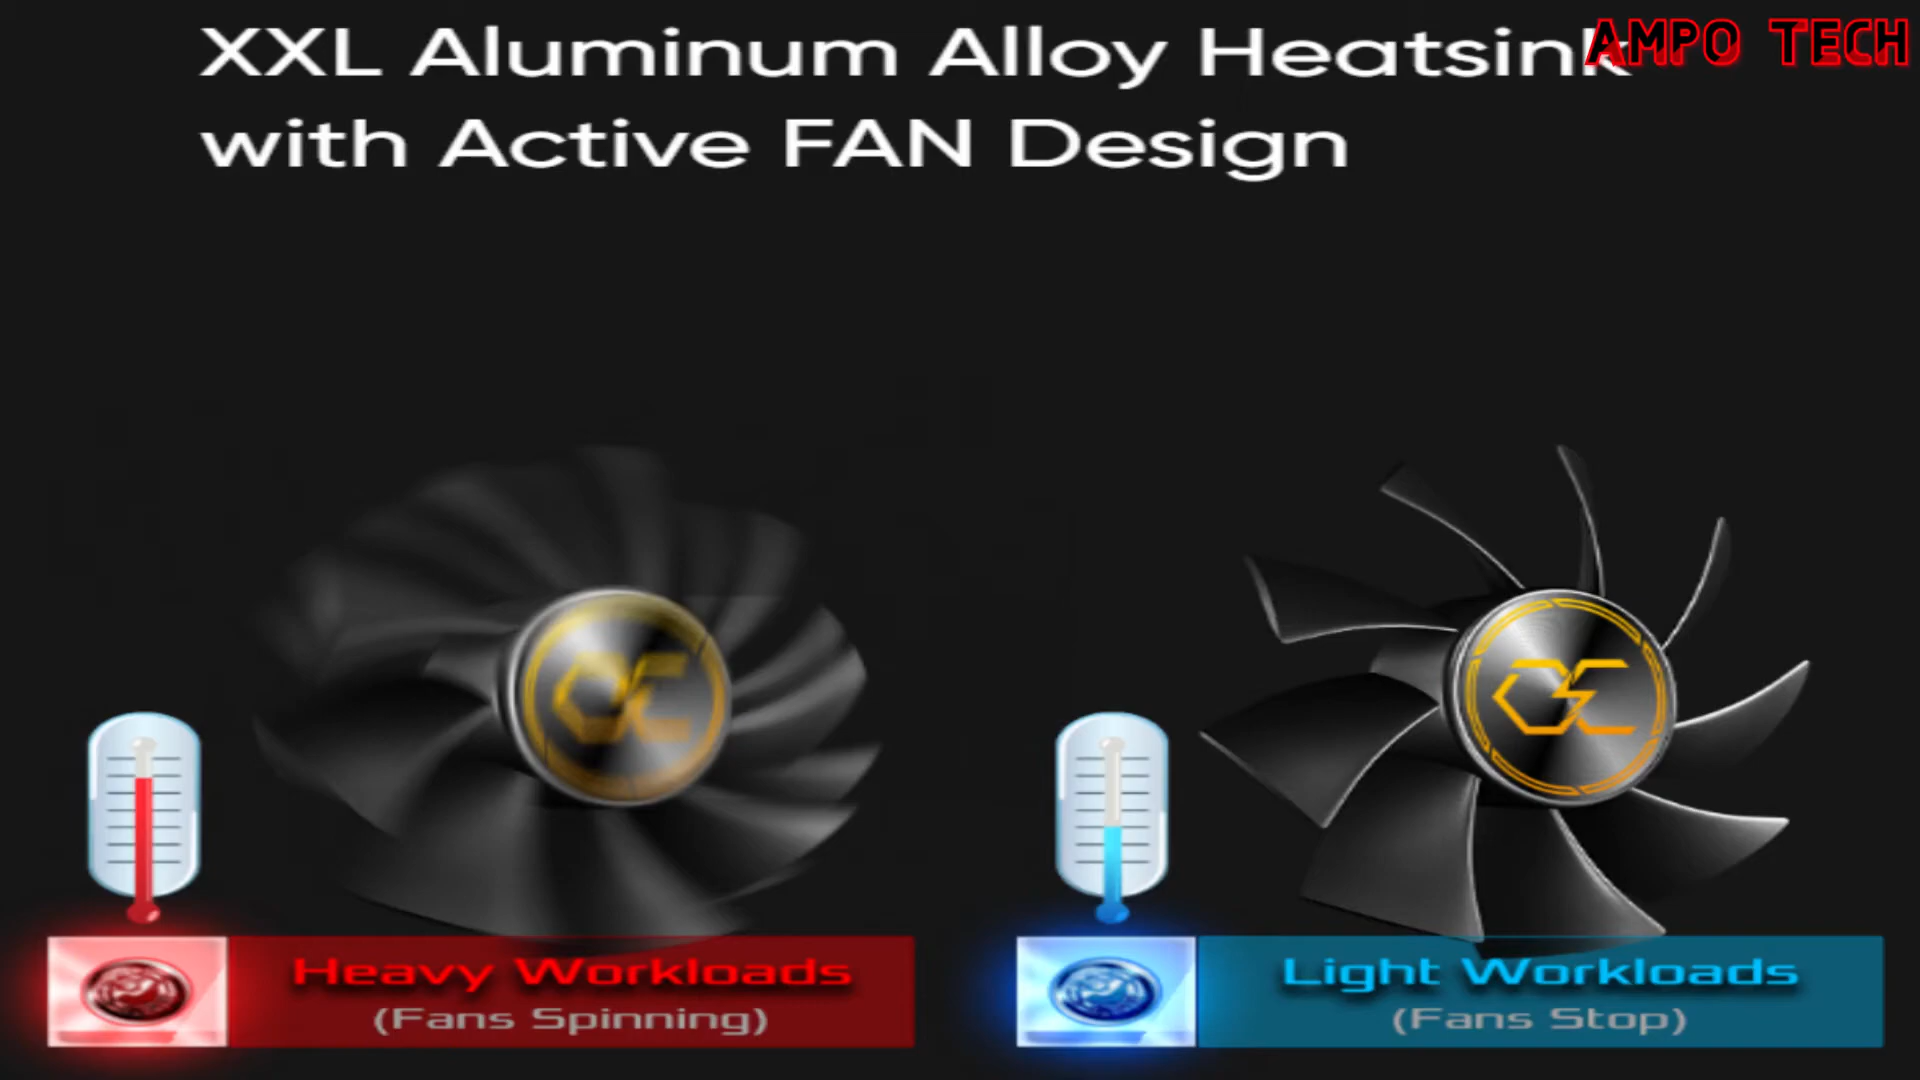 XXL Aluminum Alloy Heatsink
with Active FAN Design
AMPO TECH
Heavy Workloads
(Fans Spinning)
Light Workloads
(Fans Stop)